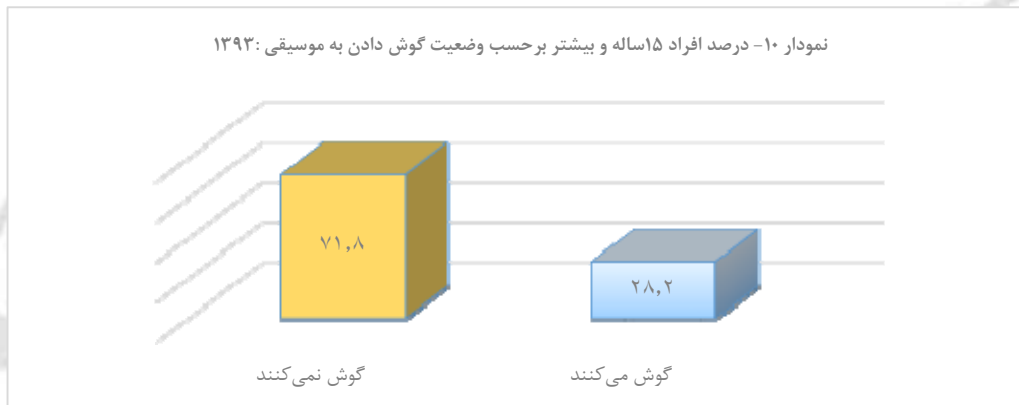 نمودار ۱۰- درصد افراد ۱۵ساله و بیشتر برحسب وضعیت گوش دادن به موسیقی :۱۳۹۳
۷۱,۸
۲۸,۲
گوش نمی‌کنند
گوش می‌کنند